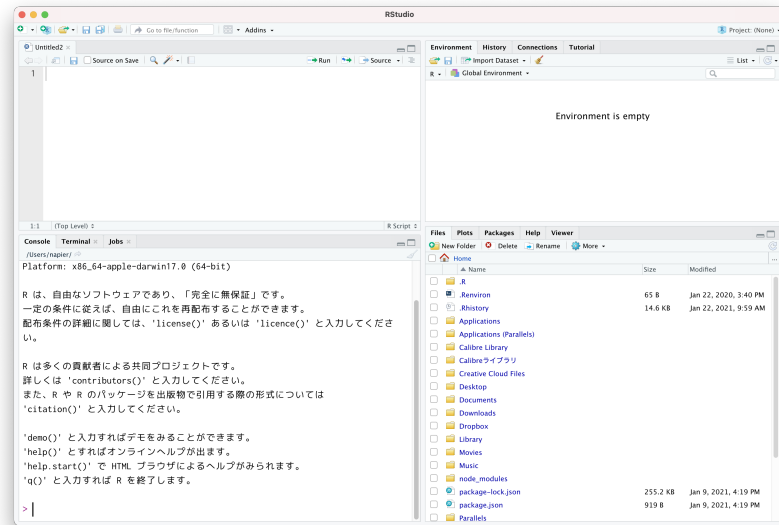 RStudio
Go to file/function
Addins
Project: (None)
Untitled2
Source on Save
Run
Source
1
1:1 (Top Level)
R Script
Console Terminal Jobs
/Users/napier/
Platform: x86_64-apple-darwin17.0 (64-bit)
R は、自由なソフトウェアであり、「完全に無保証」です。
一定の条件に従えば、自由にこれを再配布することができます。
配布条件の詳細に関しては、'license()' あるいは 'licence()' と入力してくださ
い。
R は多くの貢献者による共同プロジェクトです。
詳しくは 'contributors()' と入力してください。
また、R や R のパッケージを出版物で引用する際の形式については
'citation()' と入力してください。
'demo()' と入力すればデモをみることができます。
'help()' とすればオンラインヘルプが出ます。
'help.start()' で HTML ブラウザによるヘルプがみられます。
'q()' と入力すれば R を終了します。
>
Environment History Connections Tutorial
Import Dataset
List
R Global Environment
Environment is empty
Files Plots Packages Help Viewer
New Folder Delete Rename More
Home
Name Size Modified
.R
.Renviron 65 B Jan 22, 2020, 3:40 PM
.Rhistory 14.6 KB Jan 22, 2021, 9:59 AM
Applications
Applications (Parallels)
Calibre Library
Calibreライブラリ
Creative Cloud Files
Desktop
Documents
Downloads
Dropbox
Library
Movies
Music
node_modules
package-lock.json 255.2 KB Jan 9, 2021, 4:19 PM
package.json 919 B Jan 9, 2021, 4:19 PM
Parallels